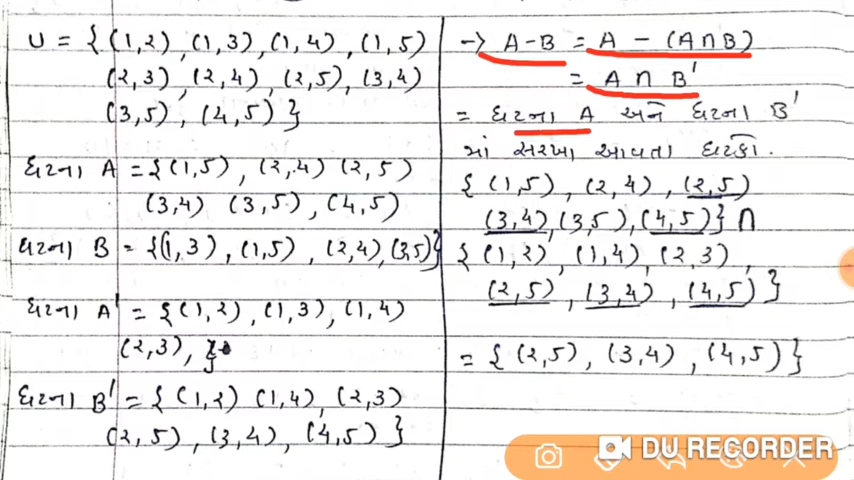 U = { (1,2), (1,3), (1,4), (1,5)
(2,3), (2,4), (2,5), (3,4)
(3,5), (4,5) }
ઘટના A = { (1,5), (2,4) (2,5)
(3,4) (3,5), (4,5)
ઘટના B = { (1,3), (1,5), (2,4), (3,5) }
ઘટના A' = { (1,2), (1,3), (1,4)
(2,3), }
ઘટના B' = { (1,2) (1,4), (2,3)
(2,5), (3,4), (4,5) }
→ A-B = A - (A∩B)
= A ∩ B'
= ઘટના A અને ઘટના B'
માં સરખા આવતા ઘટકો.
{ (1,5), (2,4), (2,5)
(3,4), (3,5), (4,5) } ∩
{ (1,2), (1,4), (2,3),
(2,5), (3,4), (4,5) }
= { (2,5), (3,4), (4,5) }
DU RECORDER